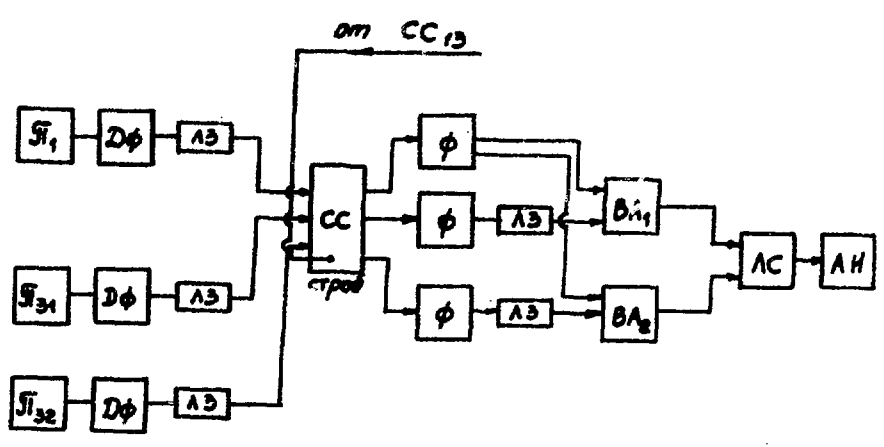 от СС₁₃
П₁
ДФ
ЛЗ
П₃₁
ДФ
ЛЗ
П₃₂
ДФ
ЛЗ
СС
строб
Ф
Ф
ЛЗ
Ф
ЛЗ
ВА₁
ВА₂
ЛС
АН